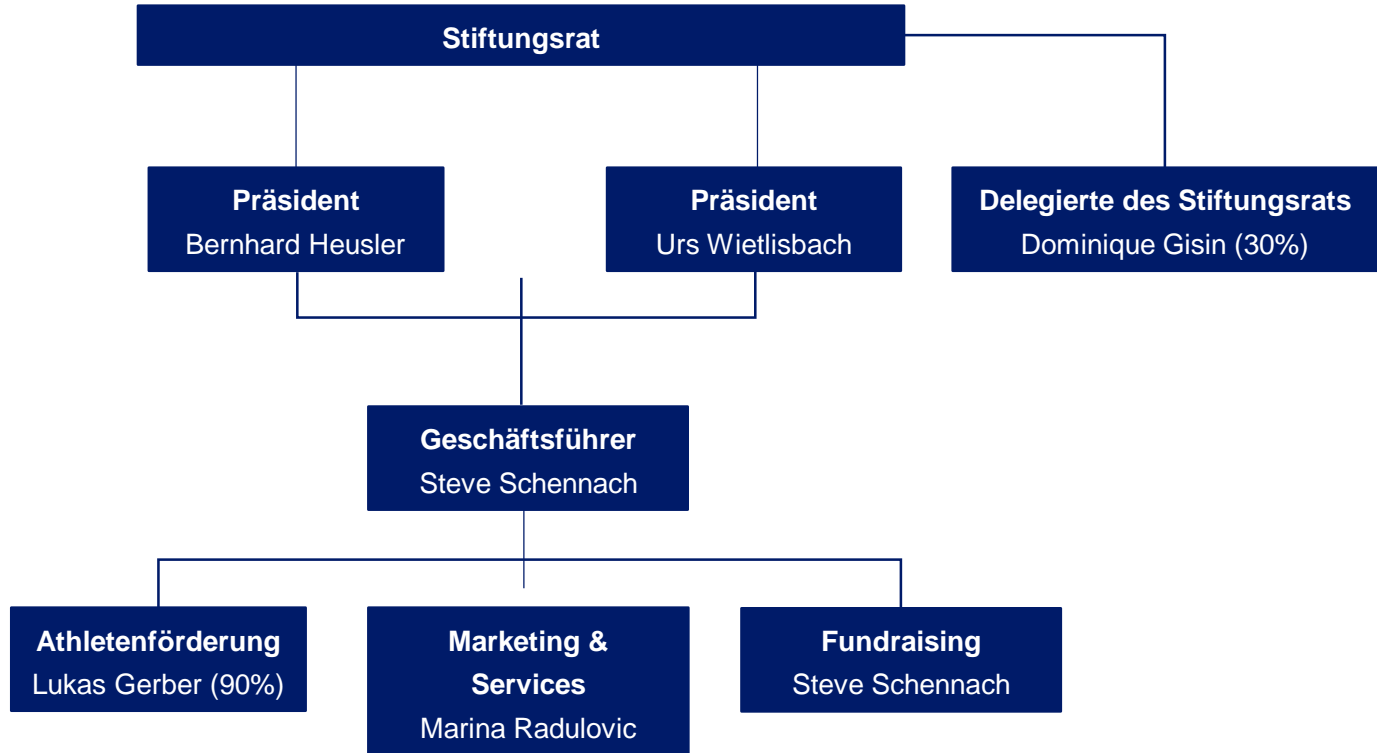 Stiftungsrat
Präsident
Bernhard Heusler
Präsident
Urs Wietlisbach
Delegierte des Stiftungsrats
Dominique Gisin (30%)
Geschäftsführer
Steve Schennach
Athletenförderung
Lukas Gerber (90%)
Marketing &
Services
Marina Radulovic
Fundraising
Steve Schennach